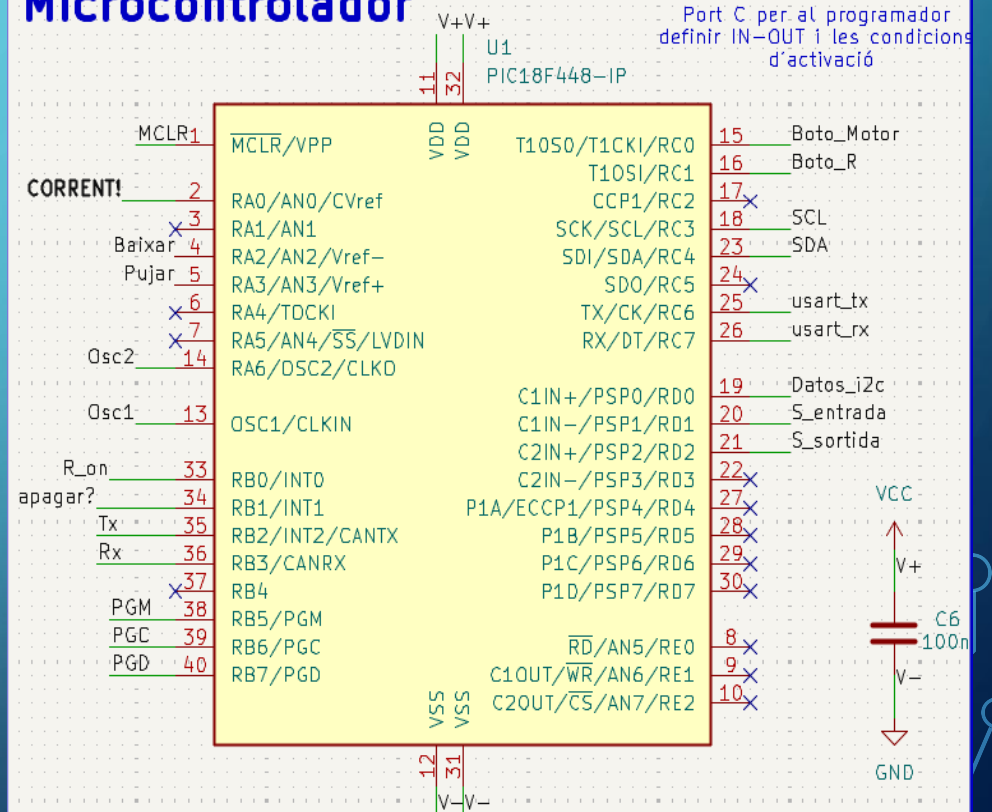 Microcontrolador
Port C per al programador
definir IN-OUT i les condicions
d'activació
V+V+
U1
PIC18F448-IP
11 32
VDD VDD
MCLR 1 MCLR/VPP
CORRENT! 2 RA0/AN0/CVref
3 RA1/AN1
Baixar 4 RA2/AN2/Vref-
Pujar 5 RA3/AN3/Vref+
6 RA4/TOCKI
7 RA5/AN4/SS/LVDIN
Osc2 14 RA6/OSC2/CLKO
Osc1 13 OSC1/CLKIN
R_on 33 RB0/INT0
apagar? 34 RB1/INT1
Tx 35 RB2/INT2/CANTX
Rx 36 RB3/CANRX
37 RB4
PGM 38 RB5/PGM
PGC 39 RB6/PGC
PGD 40 RB7/PGD
T1OSO/T1CKI/RC0 15 Boto_Motor
T1OSI/RC1 16 Boto_R
CCP1/RC2 17
SCK/SCL/RC3 18 SCL
SDI/SDA/RC4 23 SDA
SDO/RC5 24
TX/CK/RC6 25 usart_tx
RX/DT/RC7 26 usart_rx
C1IN+/PSP0/RD0 19 Datos_i2c
C1IN-/PSP1/RD1 20 S_entrada
C2IN+/PSP2/RD2 21 S_sortida
C2IN-/PSP3/RD3 22
P1A/ECCP1/PSP4/RD4 27
P1B/PSP5/RD5 28
P1C/PSP6/RD6 29
P1D/PSP7/RD7 30
RD/AN5/RE0 8
C1OUT/WR/AN6/RE1 9
C2OUT/CS/AN7/RE2 10
VSS VSS
12 31
V-V-
VCC
V+
C6
100n
V-
GND